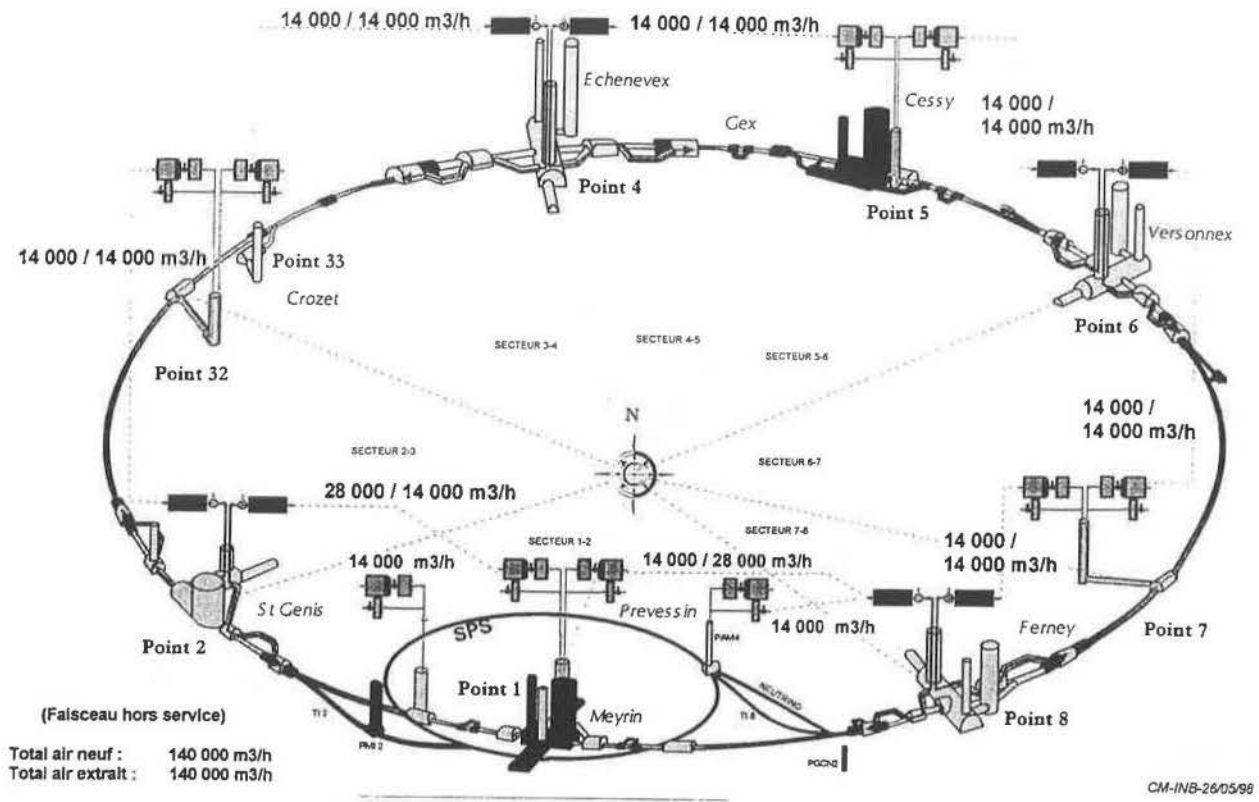 14 000 / 14 000 m3/h
14 000 / 14 000 m3/h
Echenevex
Cessy
14 000 /
14 000 m3/h
Gex
Point 4
Point 5
Versonnex
14 000 / 14 000 m3/h
Point 33
Crozet
Point 6
SECTEUR 3-4
SECTEUR 4-5
SECTEUR 5-6
Point 32
N
14 000 /
14 000 m3/h
SECTEUR 2-3
SECTEUR 6-7
28 000 / 14 000 m3/h
SECTEUR 7-8
SECTEUR 1-2
14 000 m3/h
14 000 / 28 000 m3/h
14 000 /
14 000 m3/h
St Genis
Prevessin
14 000 m3/h
Ferney
Point 7
SPS
PAM4
Point 2
Point 1
NEUTRINO
Meyrin
TI 2
TI 8
Point 8
PMI 2
PGCN2
(Faisceau hors service)
Total air neuf : 140 000 m3/h
Total air extrait : 140 000 m3/h
CM-INB-26/05/98